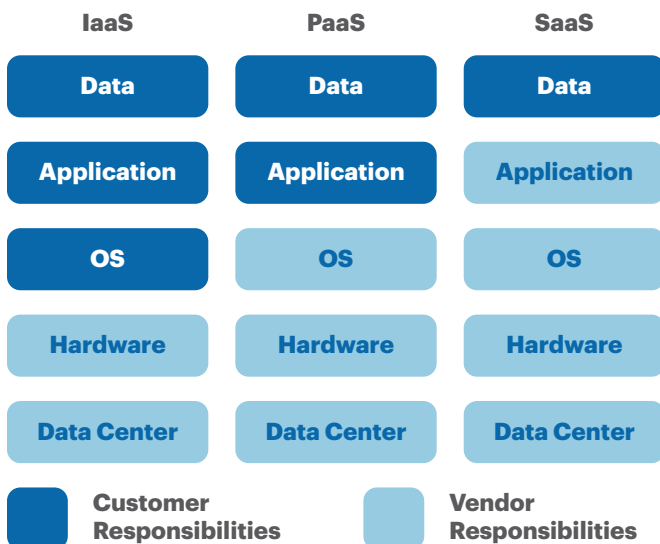 IaaS PaaS SaaS
Data Data Data
Application Application Application
OS OS OS
Hardware Hardware Hardware
Data Center Data Center Data Center
Customer
Responsibilities
Vendor
Responsibilities